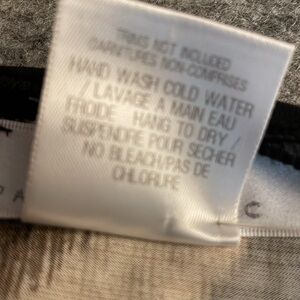 TRIMS NOT INCLUDED
GARNITURES NON-COMPRISES
HAND WASH COLD WATER
/ LAVAGE A MAIN EAU
FROIDE HANG TO DRY /
SUSPENDRE POUR SECHER
NO BLEACH/PAS DE
CHLORURE